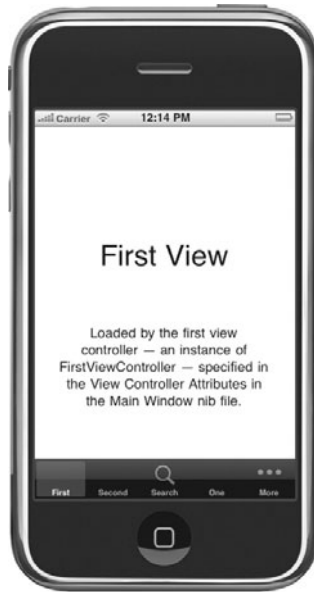 Carrier 12:14 PM
First View
Loaded by the first view
controller — an instance of
FirstViewController — specified in
the View Controller Attributes in
the Main Window nib file.
First Second Search One More